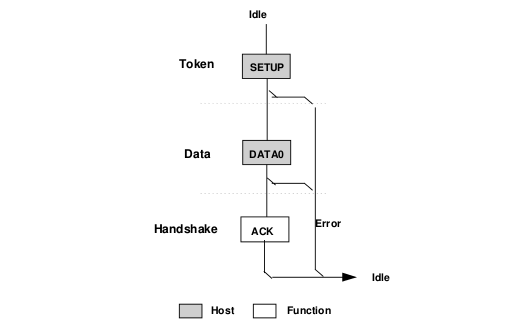 Idle
Token
SETUP
Data
DATA0
Handshake
ACK
Error
Idle
Host
Function